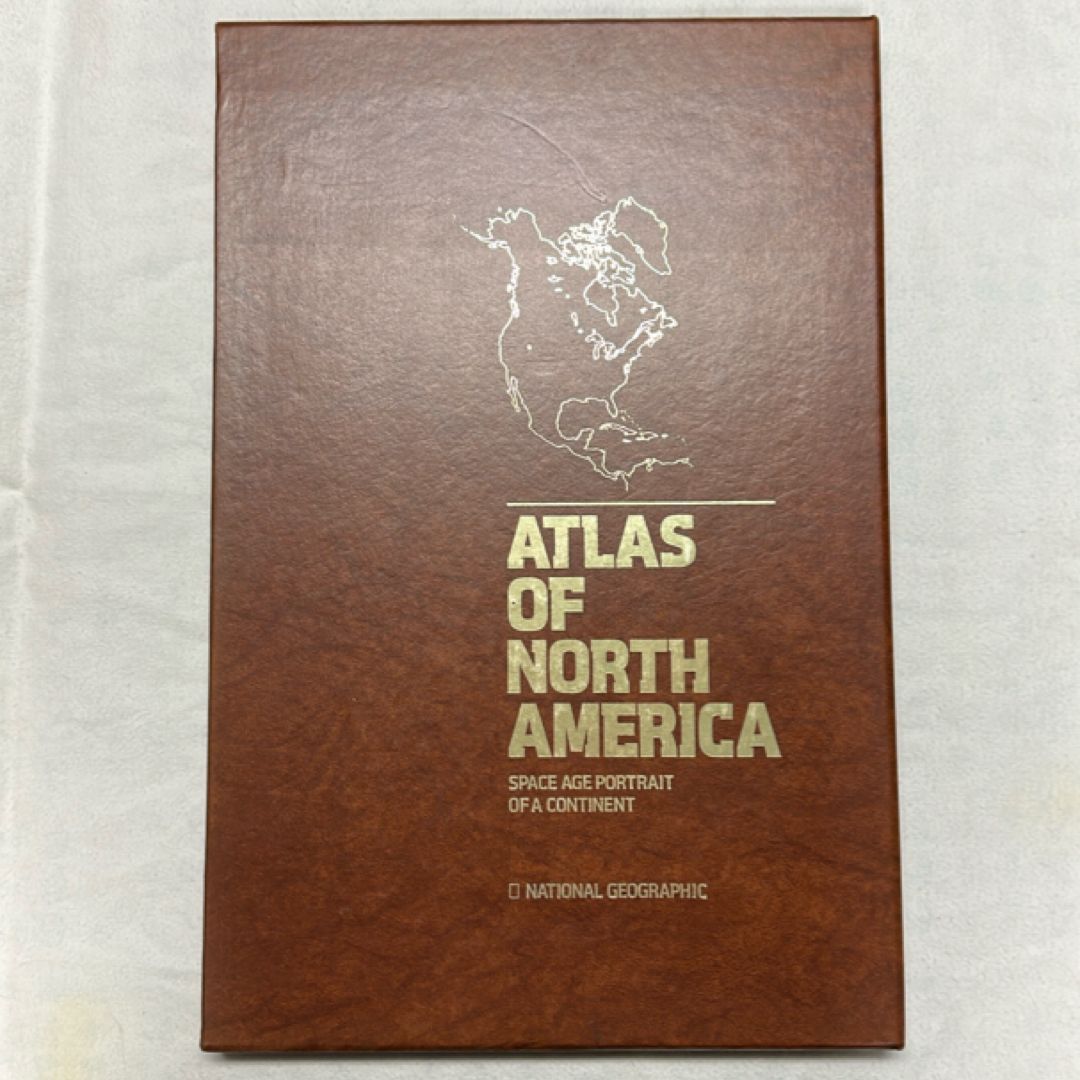 ATLAS
OF
NORTH
AMERICA
SPACE AGE PORTRAIT
OF A CONTINENT
NATIONAL GEOGRAPHIC